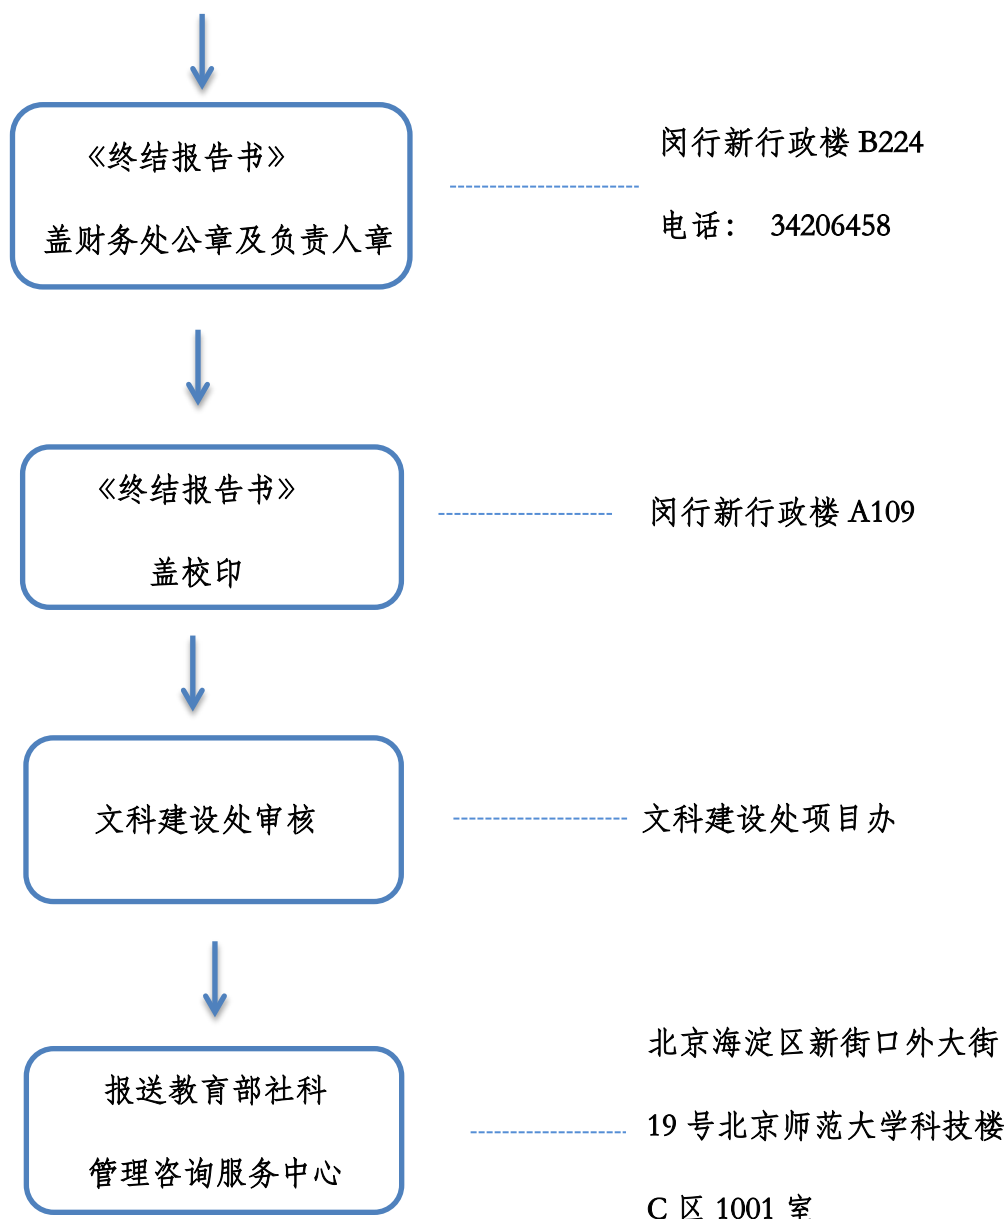 《终结报告书》
盖财务处公章及负责人章
闵行新行政楼 B224
电话： 34206458
《终结报告书》
盖校印
闵行新行政楼 A109
文科建设处审核
文科建设处项目办
报送教育部社科
管理咨询服务中心
北京海淀区新街口外大街
19 号北京师范大学科技楼
C 区 1001 室